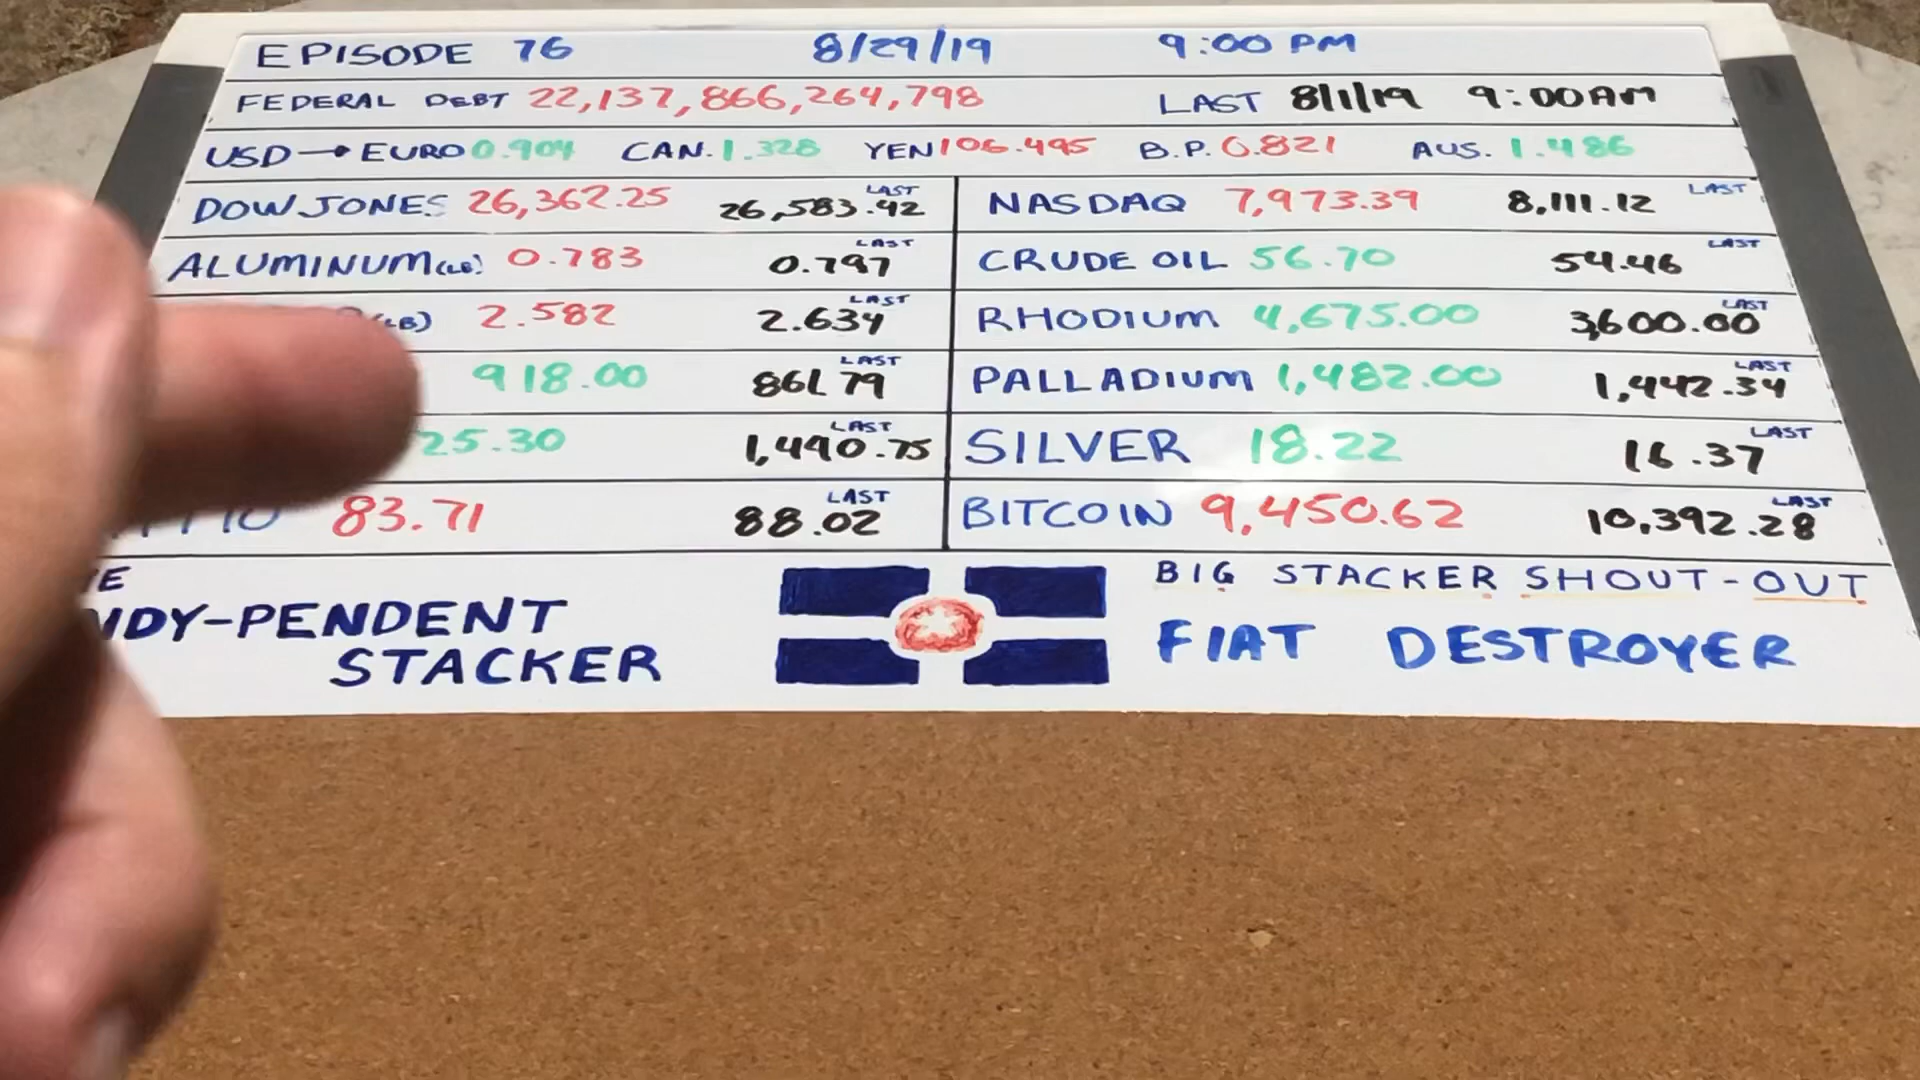 EPISODE 76 8/29/19 9:00 PM
FEDERAL DEBT 22,137,866,264,798 LAST 8/1/19 9:00AM
USD → EURO 0.904 CAN. 1.328 YEN 106.495 B.P. 0.821 AUS. 1.486
DOW JONES 26,362.25 LAST 26,583.42 NASDAQ 7,973.39 LAST 8,111.12
ALUMINUM (LB) 0.783 LAST 0.797 CRUDE OIL 56.70 LAST 54.46
(LB) 2.582 LAST 2.634 RHODIUM 4,675.00 LAST 3,600.00
918.00 LAST 861.79 PALLADIUM 1,482.00 LAST 1,442.34
25.30 LAST SILVER 18.22 LAST 16.37
83.71 LAST 88.02 BITCOIN 9,450.62 LAST 10,392.28
NDY-PENDENT
STACKER
BIG STACKER SHOUT-OUT
FIAT DESTROYER